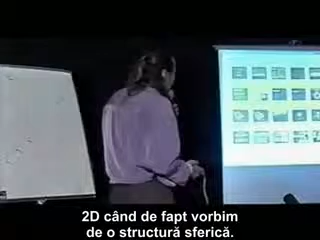 2D când de fapt vorbim
de o structură sferică.